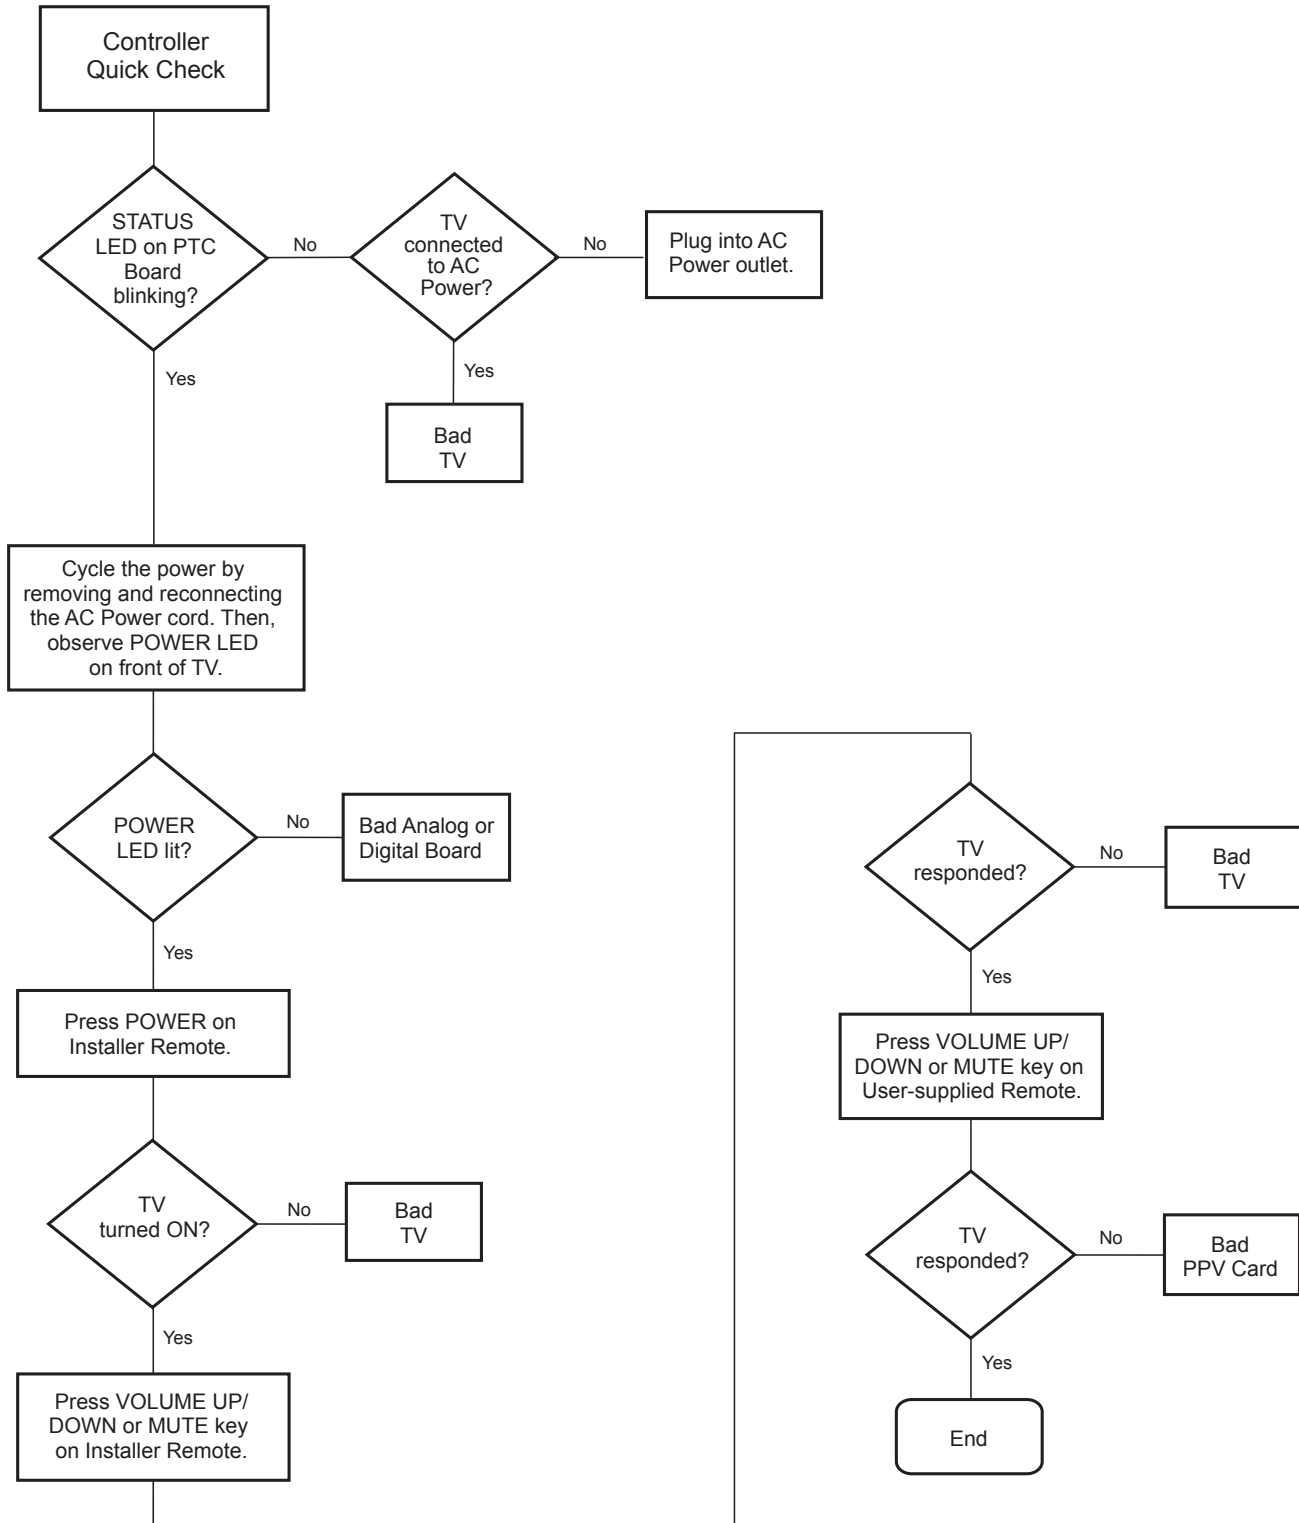 Controller
Quick Check
STATUS
LED on PTC
Board
blinking?
No
TV
connected
to AC
Power?
No
Plug into AC
Power outlet.
Yes
Yes
Bad
TV
Cycle the power by
removing and reconnecting
the AC Power cord. Then,
observe POWER LED
on front of TV.
POWER
LED lit?
No
Bad Analog or
Digital Board
Yes
Press POWER on
Installer Remote.
TV
turned ON?
No
Bad
TV
Yes
Press VOLUME UP/
DOWN or MUTE key
on Installer Remote.
TV
responded?
No
Bad
TV
Yes
Press VOLUME UP/
DOWN or MUTE key on
User-supplied Remote.
TV
responded?
No
Bad
PPV Card
Yes
End